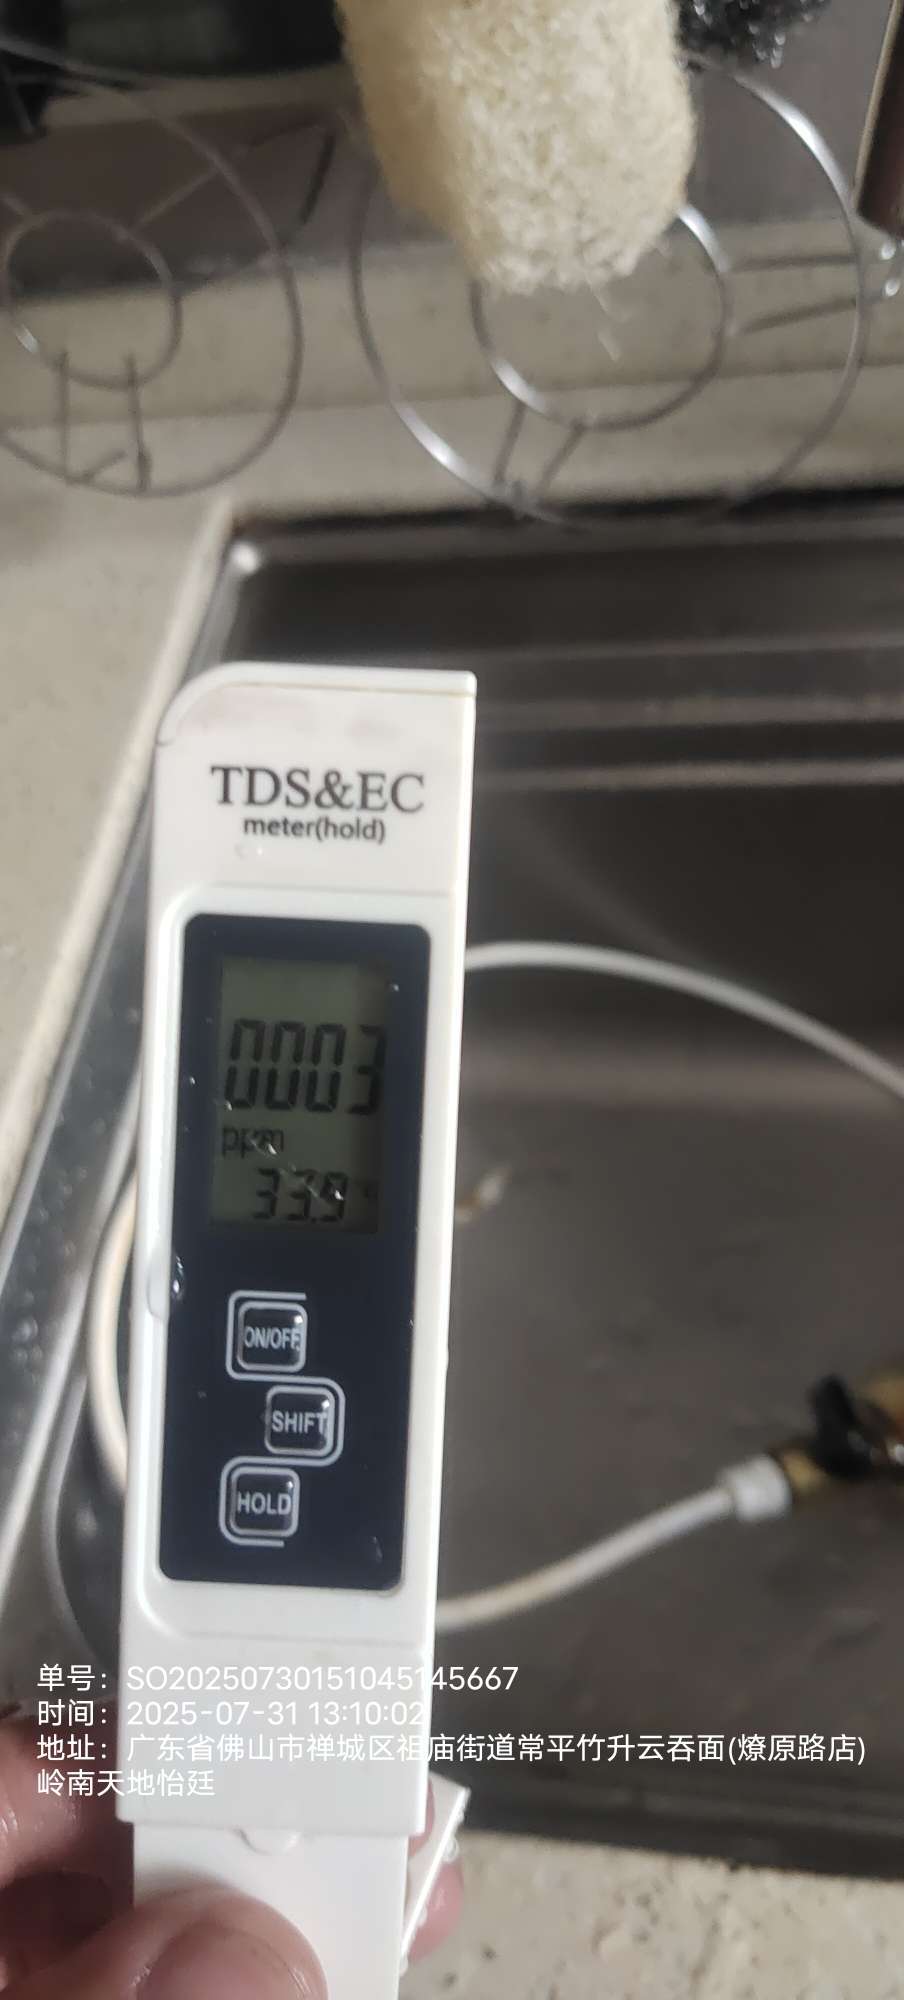 TDS&EC
meter(hold)
0003
ppm
33.9
ON/OFF
SHIFT
HOLD
单号：SO20250730151045145667
时间：2025-07-31 13:10:02
地址：广东省佛山市禅城区祖庙街道常平竹升云吞面(燎原路店)
岭南天地怡廷